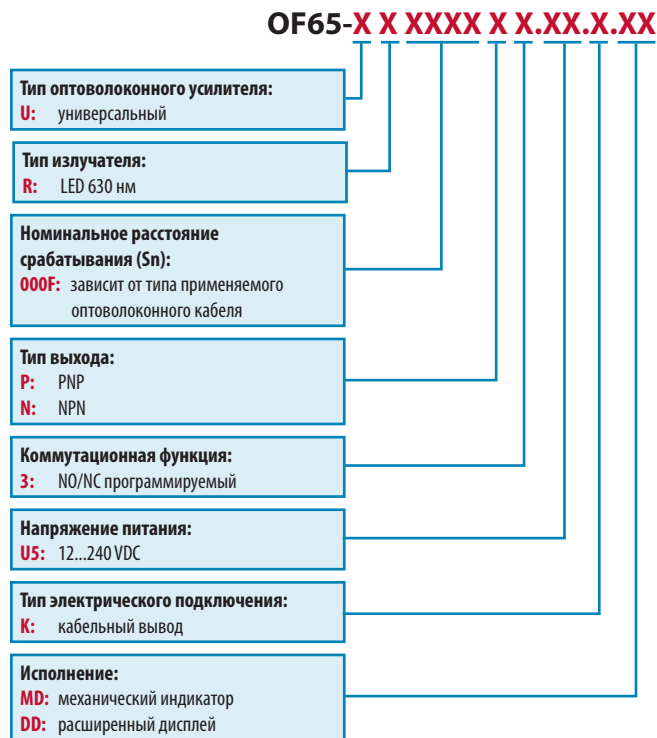 OF65-X X XXXX X X.XX.X.XX
Тип оптоволоконного усилителя:
U: универсальный
Тип излучателя:
R: LED 630 нм
Номинальное расстояние
срабатывания (Sn):
000F: зависит от типа применяемого
оптоволоконного кабеля
Тип выхода:
P: PNP
N: NPN
Коммутационная функция:
3: NO/NC программируемый
Напряжение питания:
U5: 12...240 VDC
Тип электрического подключения:
K: кабельный вывод
Исполнение:
MD: механический индикатор
DD: расширенный дисплей